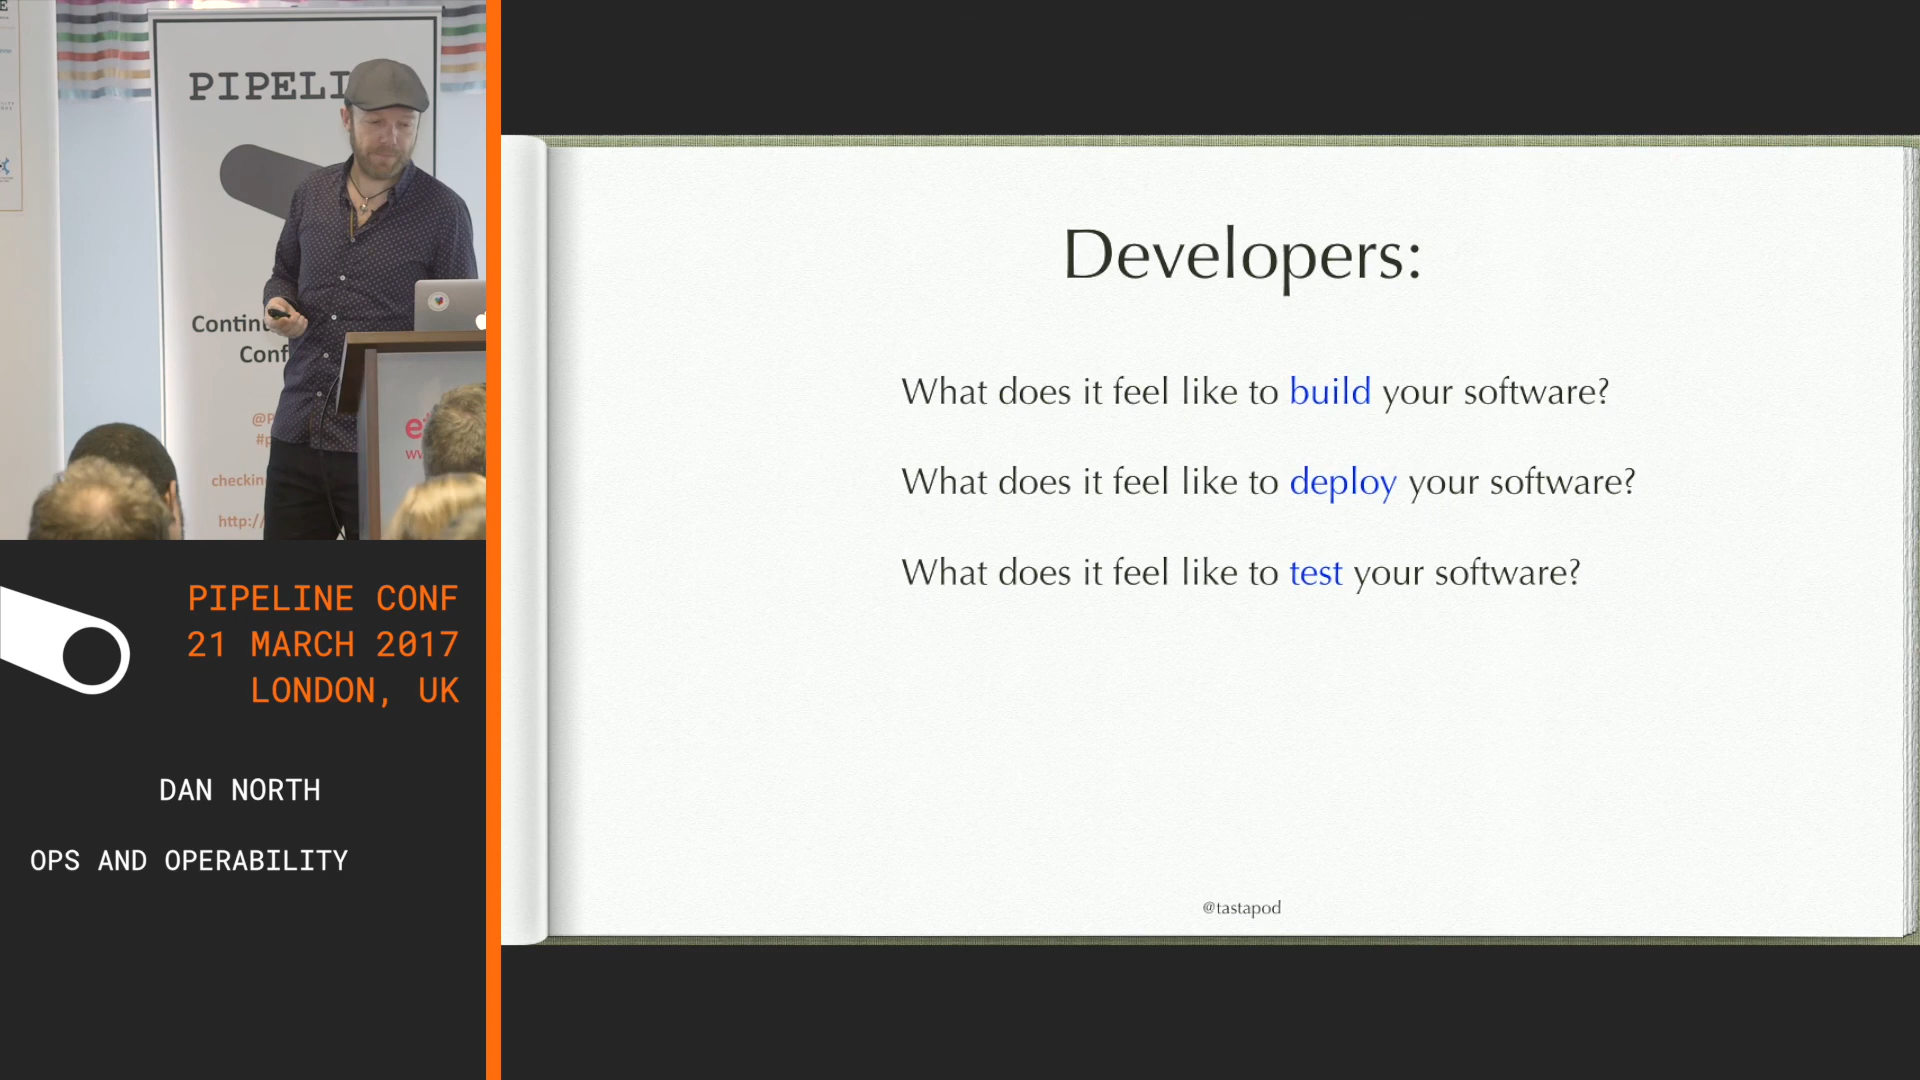 PIPELI
Contin
Conf
@P
#p
checkin
http://
PIPELINE CONF
21 MARCH 2017
LONDON, UK
DAN NORTH
OPS AND OPERABILITY
Developers:
What does it feel like to build your software?
What does it feel like to deploy your software?
What does it feel like to test your software?
@tastapod